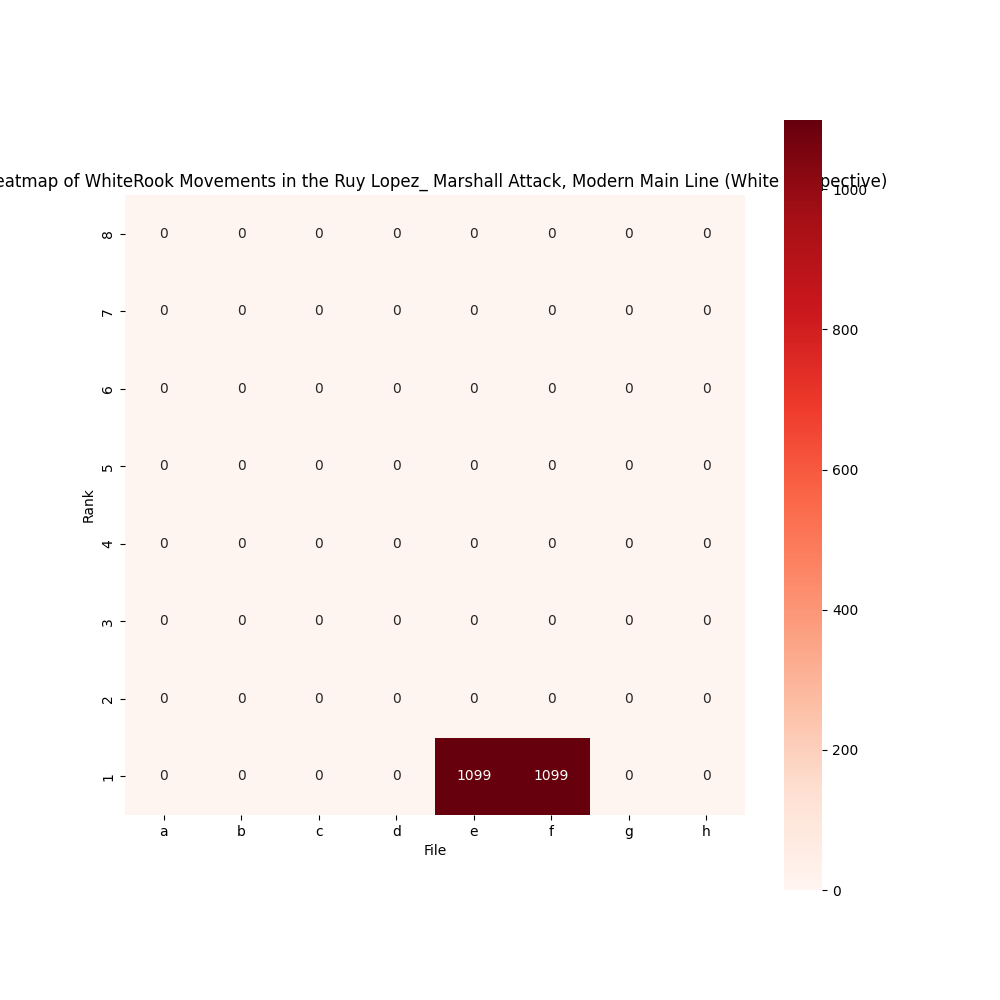 eatmap of WhiteRook Movements in the Ruy Lopez_ Marshall Attack, Modern Main Line (White pective)
1000
8 0 0 0 0 0 0 0 0
7 0 0 0 0 0 0 0 0
800
6 0 0 0 0 0 0 0 0
5 0 0 0 0 0 0 0 0
600
Rank
4 0 0 0 0 0 0 0 0
400
3 0 0 0 0 0 0 0 0
2 0 0 0 0 0 0 0 0
200
1 0 0 0 0 1099 1099 0 0
a b c d e f g h
File
0